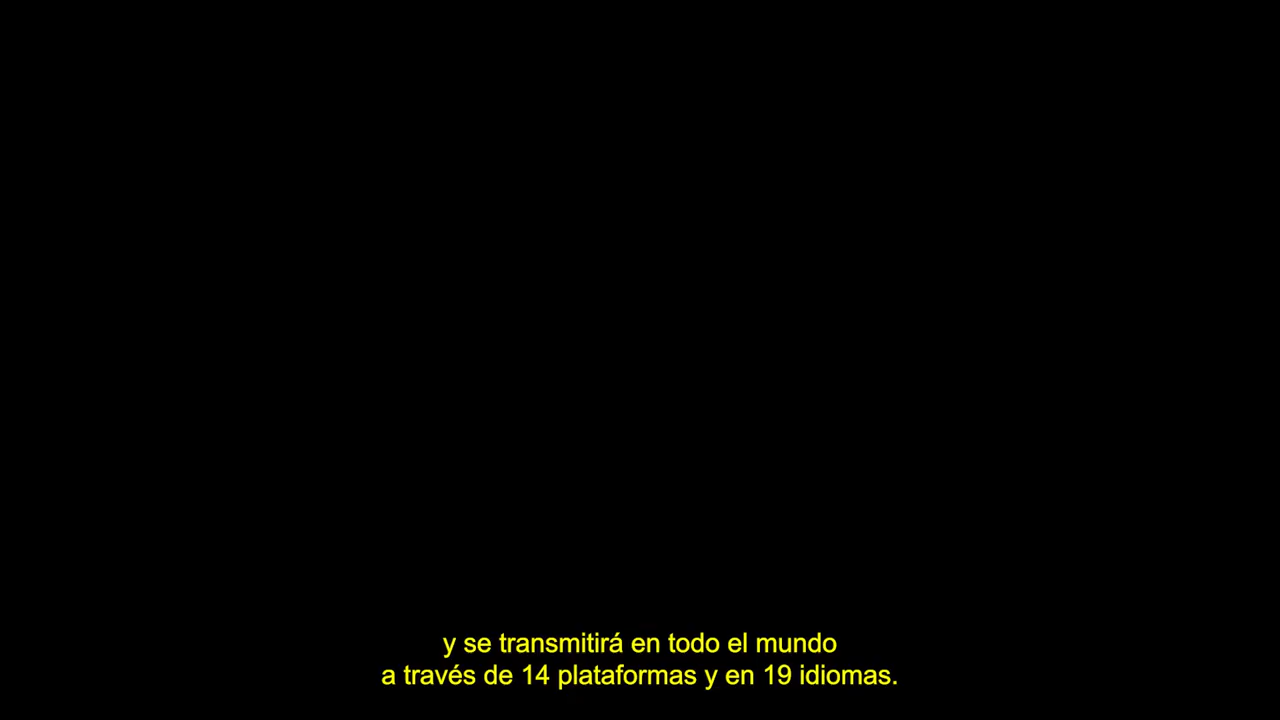 y se transmitirá en todo el mundo
a través de 14 plataformas y en 19 idiomas.